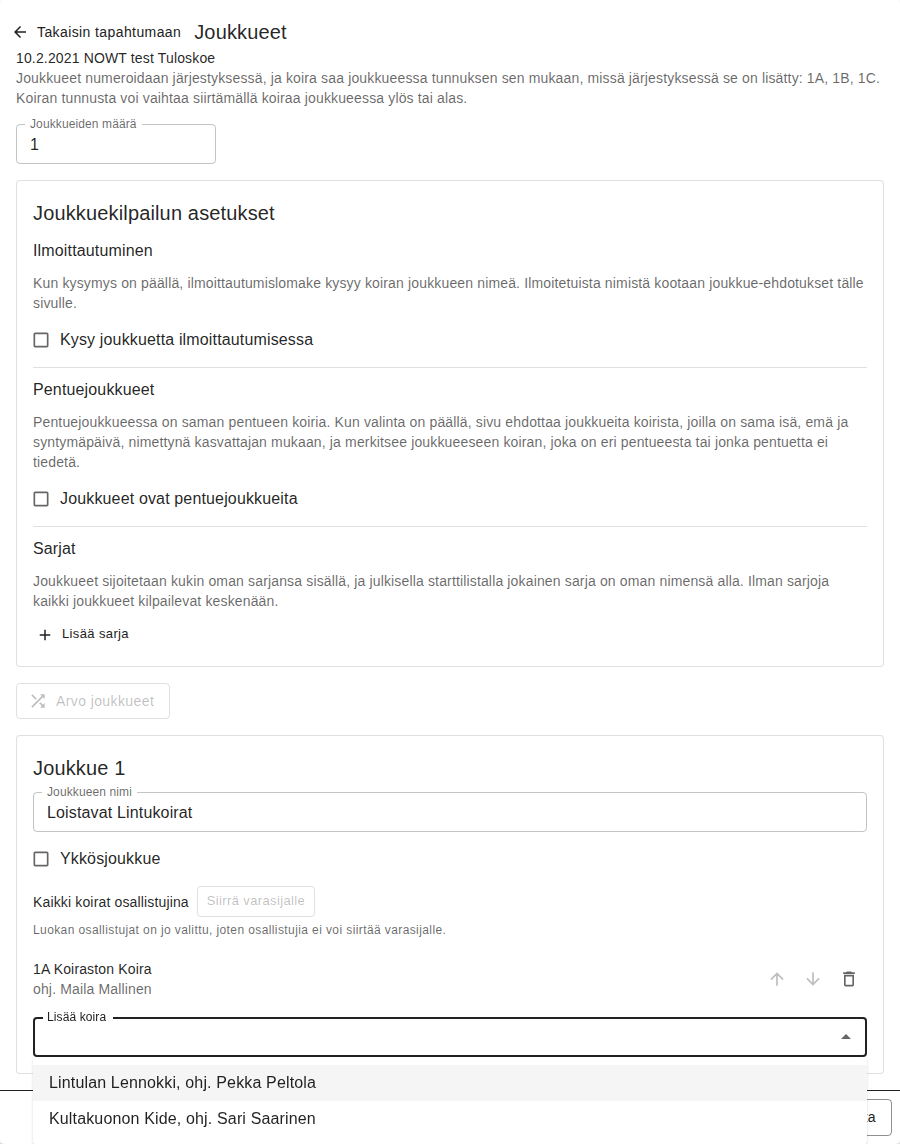 Takaisin tapahtumaan Joukkueet
10.2.2021 NOWT test Tuloskoe
Joukkueet numeroidaan järjestyksessä, ja koira saa joukkueessa tunnuksen sen mukaan, missä järjestyksessä se on lisätty: 1A, 1B, 1C.
Koiran tunnusta voi vaihtaa siirtämällä koiraa joukkueessa ylös tai alas.
Joukkueiden määrä
1
Joukkuekilpailun asetukset
Ilmoittautuminen
Kun kysymys on päällä, ilmoittautumislomake kysyy koiran joukkueen nimeä. Ilmoitetuista nimistä kootaan joukkue-ehdotukset tälle
sivulle.
Kysy joukkuetta ilmoittautumisessa
Pentuejoukkueet
Pentuejoukkueessa on saman pentueen koiria. Kun valinta on päällä, sivu ehdottaa joukkueita koirista, joilla on sama isä, emä ja
syntymäpäivä, nimettynä kasvattajan mukaan, ja merkitsee joukkueeseen koiran, joka on eri pentueesta tai jonka pentuetta ei
tiedetä.
Joukkueet ovat pentuejoukkueita
Sarjat
Joukkueet sijoitetaan kukin oman sarjansa sisällä, ja julkisella starttilistalla jokainen sarja on oman nimensä alla. Ilman sarjoja
kaikki joukkueet kilpailevat keskenään.
Lisää sarja
Arvo joukkueet
Joukkue 1
Joukkueen nimi
Loistavat Lintukoirat
Ykkösjoukkue
Kaikki koirat osallistujina Siirrä varasijalle
Luokan osallistujat on jo valittu, joten osallistujia ei voi siirtää varasijalle.
1A Koiraston Koira
ohj. Maila Mallinen
Lisää koira
Lintulan Lennokki, ohj. Pekka Peltola
Kultakuonon Kide, ohj. Sari Saarinen